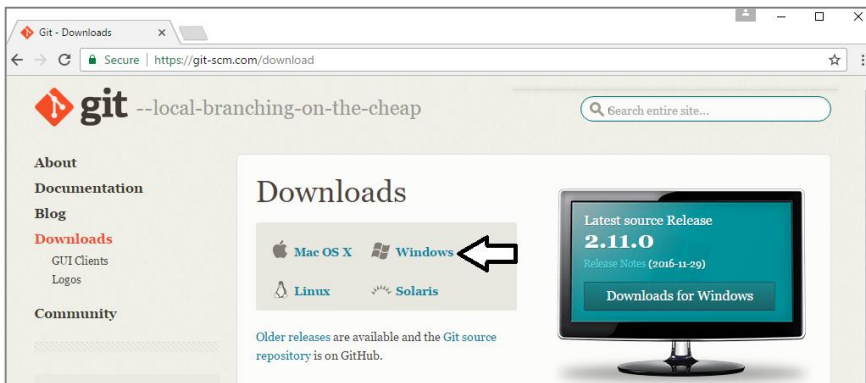 Git - Downloads
Secure | https://git-scm.com/download
git --local-branching-on-the-cheap
Search entire site...
About
Documentation
Blog
Downloads
GUI Clients
Logos
Community
Downloads
Mac OS X Windows
Linux Solaris
Older releases are available and the Git source
repository is on GitHub.
Latest source Release
2.11.0
Release Notes (2016-11-29)
Downloads for Windows